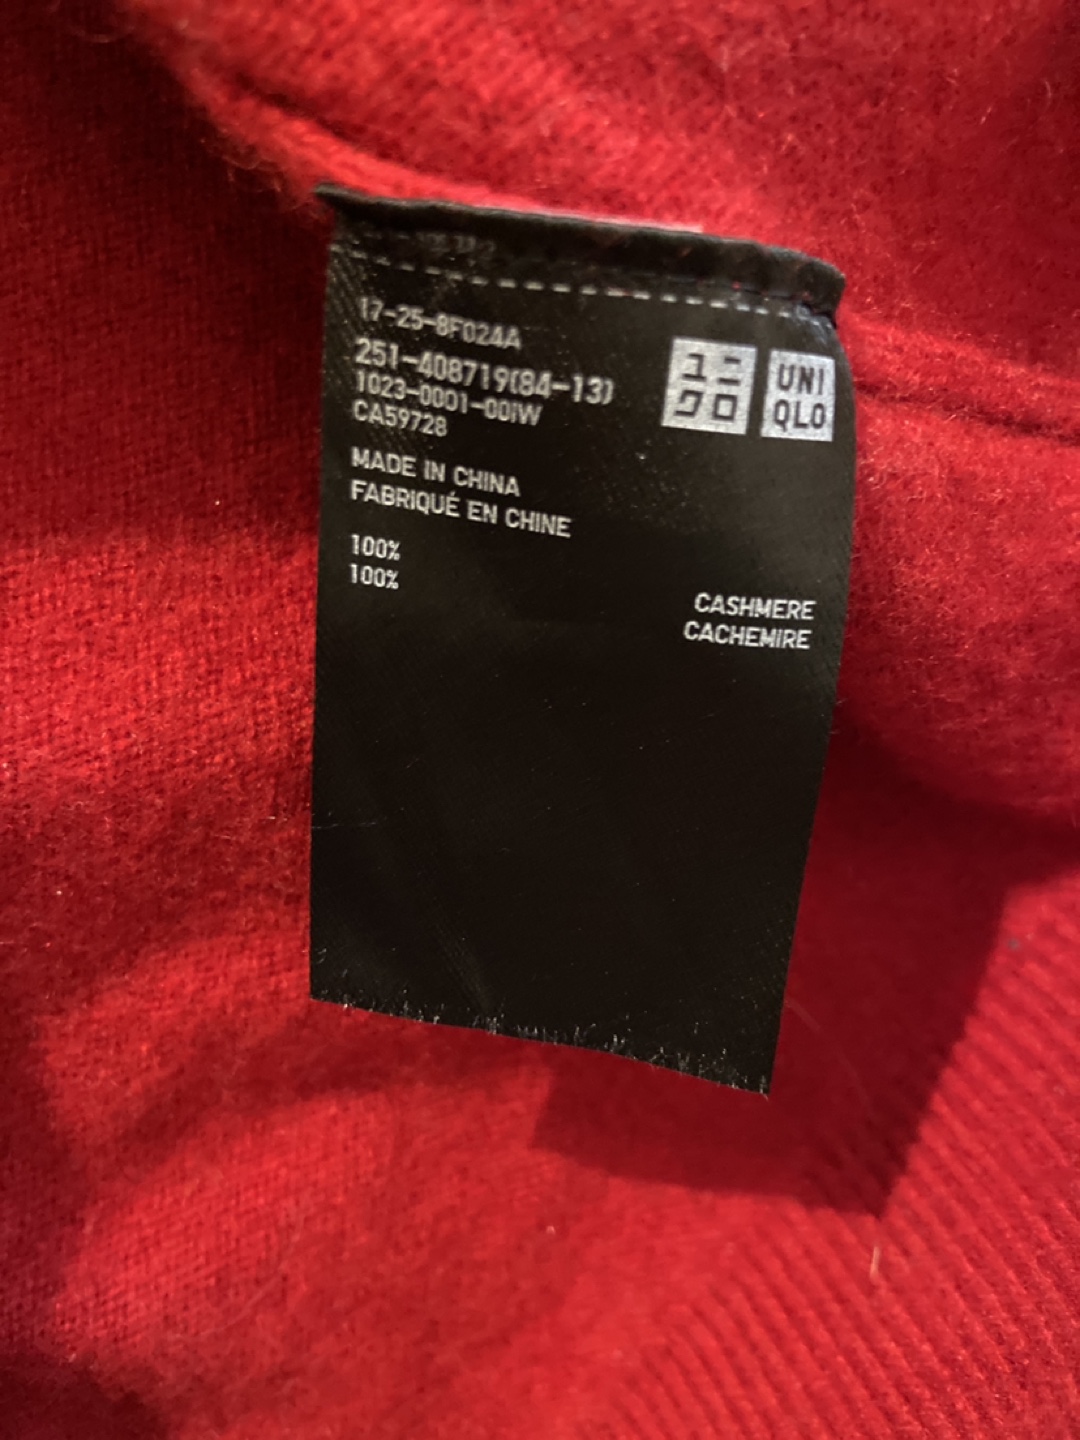 17-25-8F024A
251-408719(84-13)
1023-0001-00IW
CA59728
ユニ
クロ
UNI
QLO
MADE IN CHINA
FABRIQUÉ EN CHINE
100%
100%
CASHMERE
CACHEMIRE